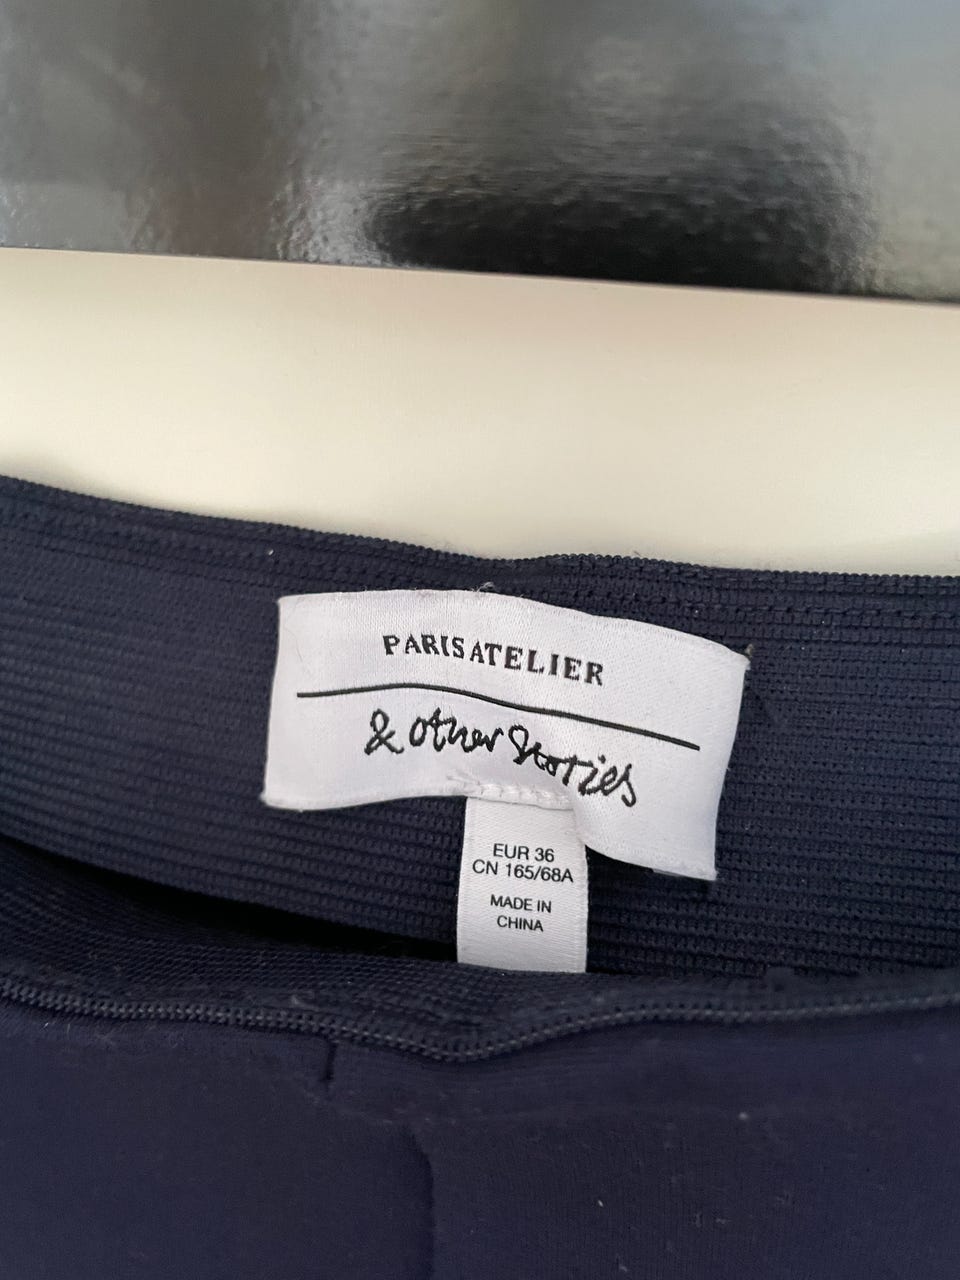 PARIS ATELIER
& other Stories
EUR 36
CN 165/68A
MADE IN
CHINA